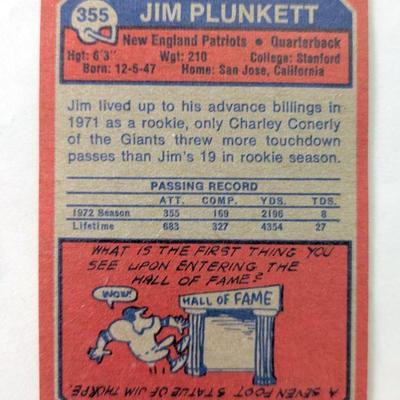 355
JIM PLUNKETT
New England Patriots • Quarterback
Hgt: 6'3" Wgt: 210 College: Stanford
Born: 12-5-47 Home: San Jose, California
Jim lived up to his advance billings in
1971 as a rookie, only Charley Conerly
of the Giants threw more touchdown
passes than Jim's 19 in rookie season.
PASSING RECORD
ATT. COMP. YDS. TDS.
1972 Season 355 169 2196 8
Lifetime 683 327 4354 27
WHAT IS THE FIRST THING YOU
SEE UPON ENTERING THE
HALL OF FAME?
WOW!
HALL OF FAME
A SEVEN FOOT STATUE OF JIM THORPE.